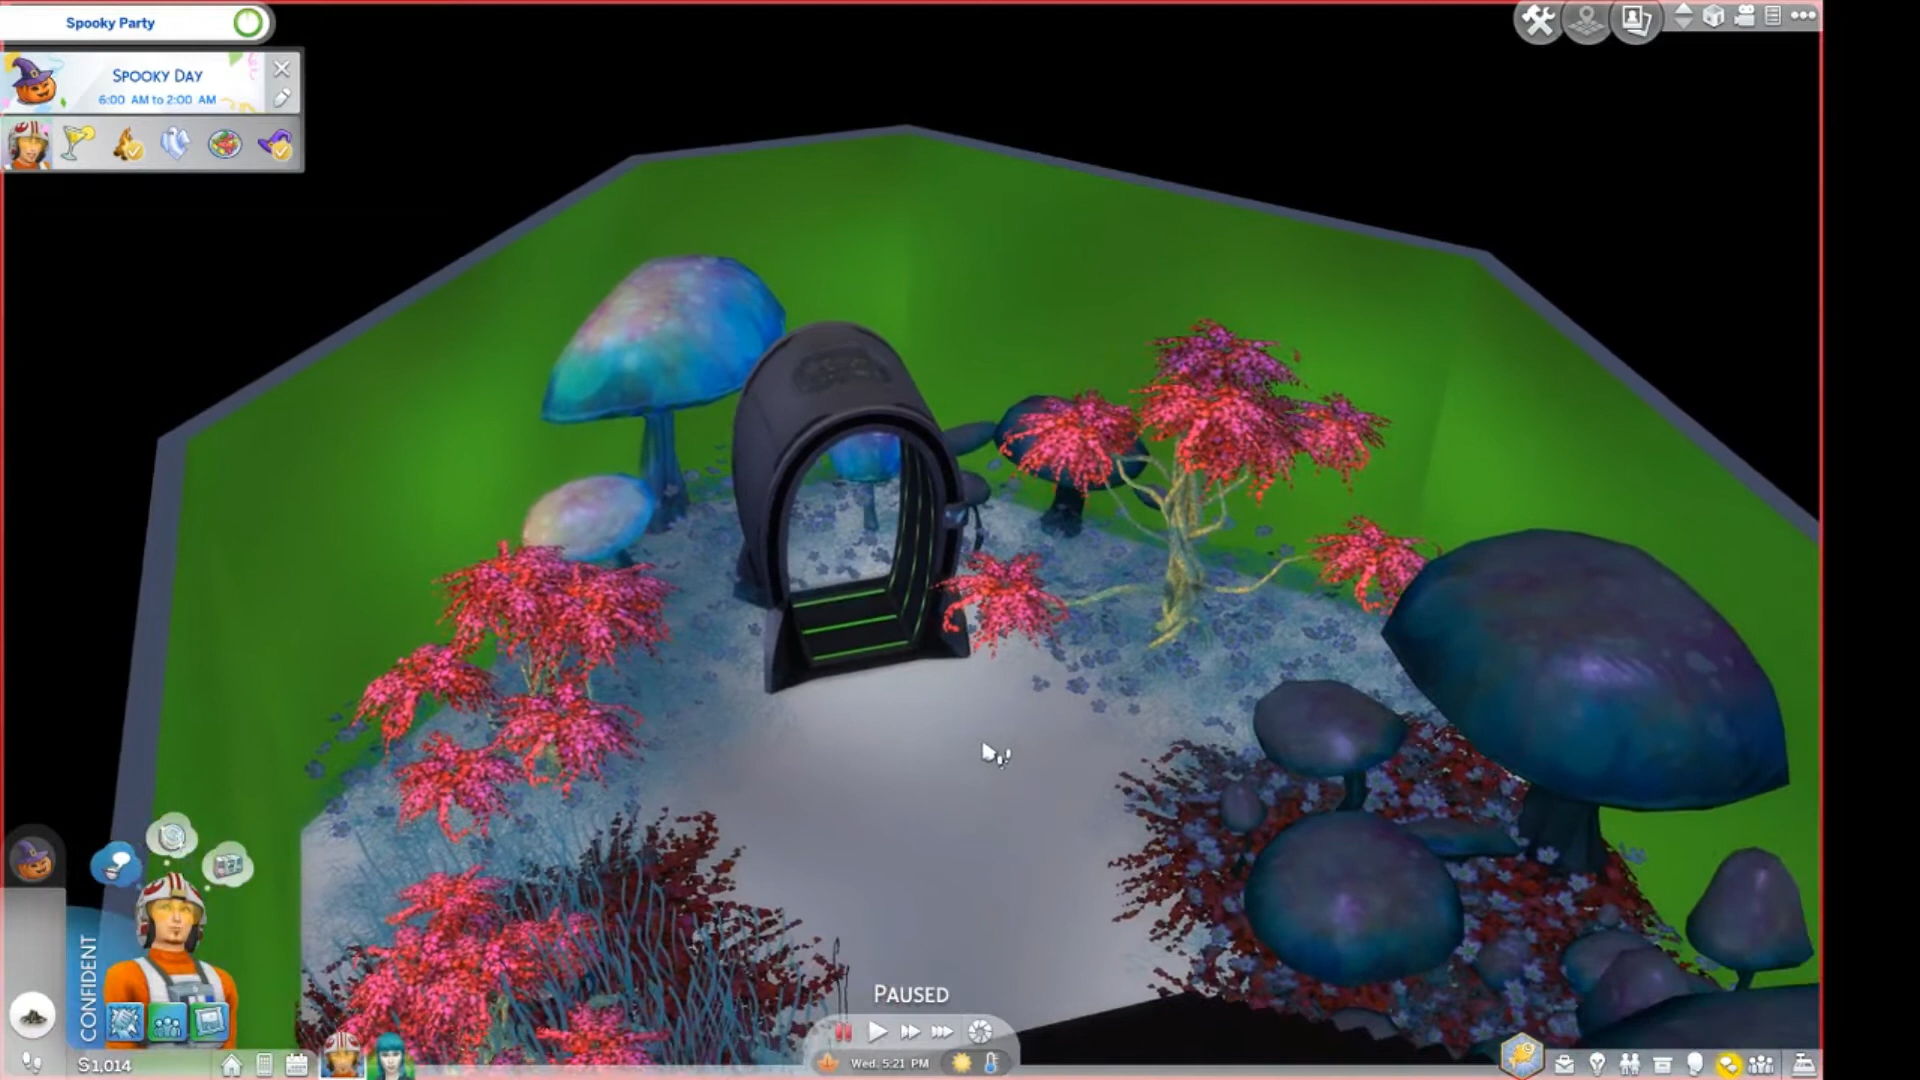 Spooky Party
Spooky Day
6:00 AM to 2:00 AM
CONFIDENT
PAUSED
§1,014
Wed. 5:21 PM